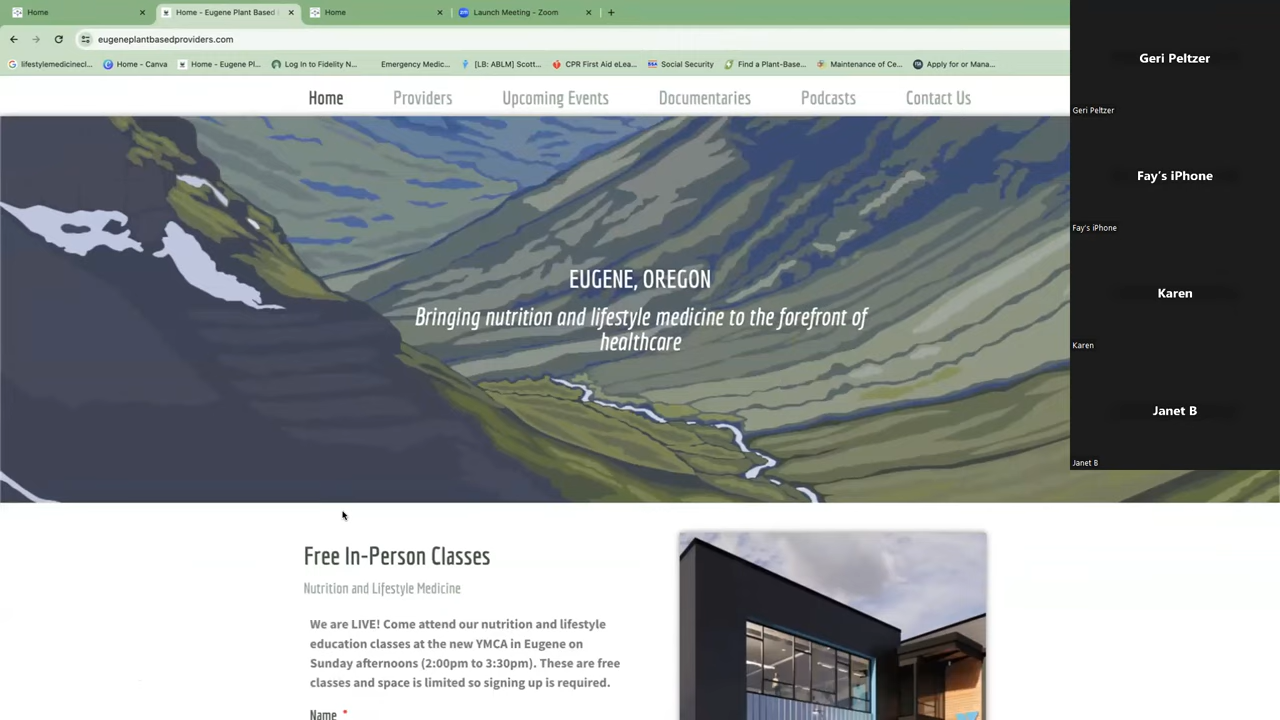 Home
Home - Eugene Plant Based
Home
Launch Meeting - Zoom
eugeneplantbasedproviders.com
lifestylemedicinecl...
Home - Canva
Home - Eugene Pl...
Log In to Fidelity N...
Emergency Medic...
[LB: ABLM] Scott...
CPR First Aid eLea...
Social Security
Find a Plant-Base...
Maintenance of Ce...
Apply for or Mana...
Home
Providers
Upcoming Events
Documentaries
Podcasts
Contact Us
EUGENE, OREGON
Bringing nutrition and lifestyle medicine to the forefront of
healthcare
Free In-Person Classes
Nutrition and Lifestyle Medicine
We are LIVE! Come attend our nutrition and lifestyle
education classes at the new YMCA in Eugene on
Sunday afternoons (2:00pm to 3:30pm). These are free
classes and space is limited so signing up is required.
Name *
Geri Peltzer
Geri Peltzer
Fay's iPhone
Fay's iPhone
Karen
Karen
Janet B
Janet B